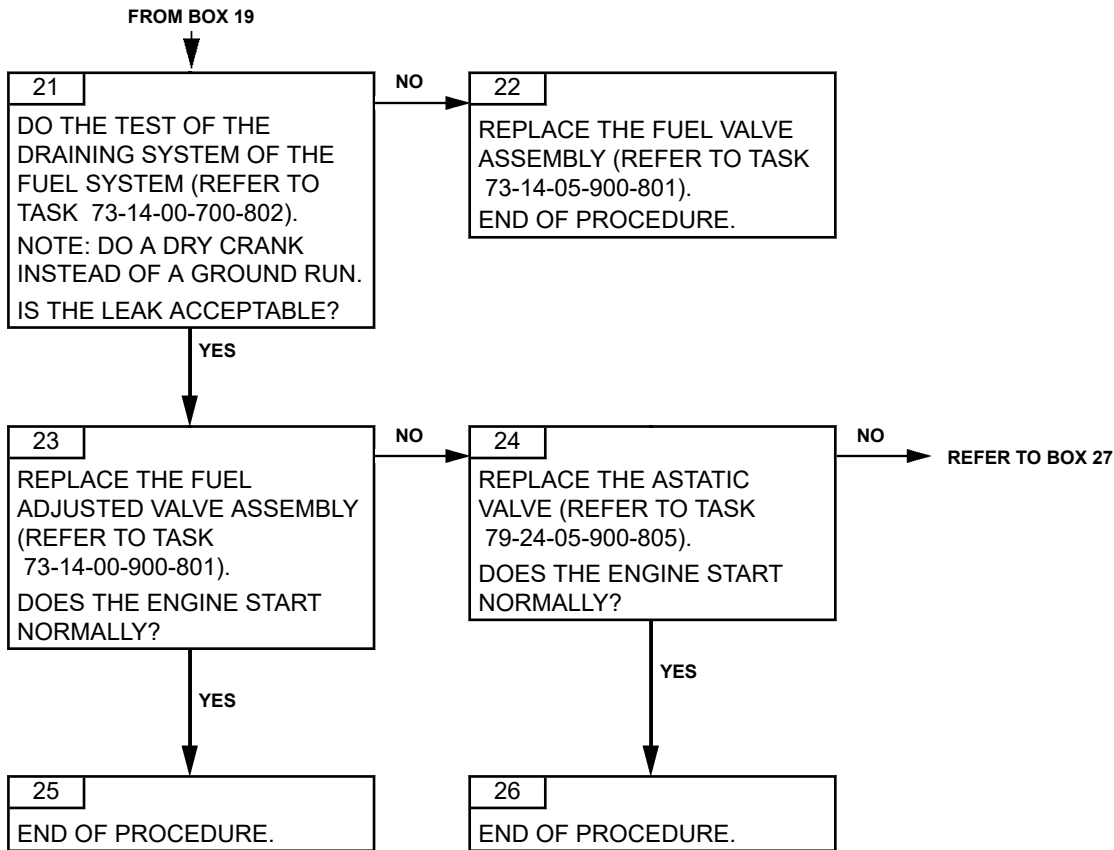 FROM BOX 19
21
DO THE TEST OF THE
DRAINING SYSTEM OF THE
FUEL SYSTEM (REFER TO
TASK 73-14-00-700-802).
NOTE: DO A DRY CRANK
INSTEAD OF A GROUND RUN.
IS THE LEAK ACCEPTABLE?
NO
22
REPLACE THE FUEL VALVE
ASSEMBLY (REFER TO TASK
73-14-05-900-801).
END OF PROCEDURE.
YES
23
REPLACE THE FUEL
ADJUSTED VALVE ASSEMBLY
(REFER TO TASK
73-14-00-900-801).
DOES THE ENGINE START
NORMALLY?
NO
24
REPLACE THE ASTATIC
VALVE (REFER TO TASK
79-24-05-900-805).
DOES THE ENGINE START
NORMALLY?
NO
REFER TO BOX 27
YES
YES
25
END OF PROCEDURE.
26
END OF PROCEDURE.